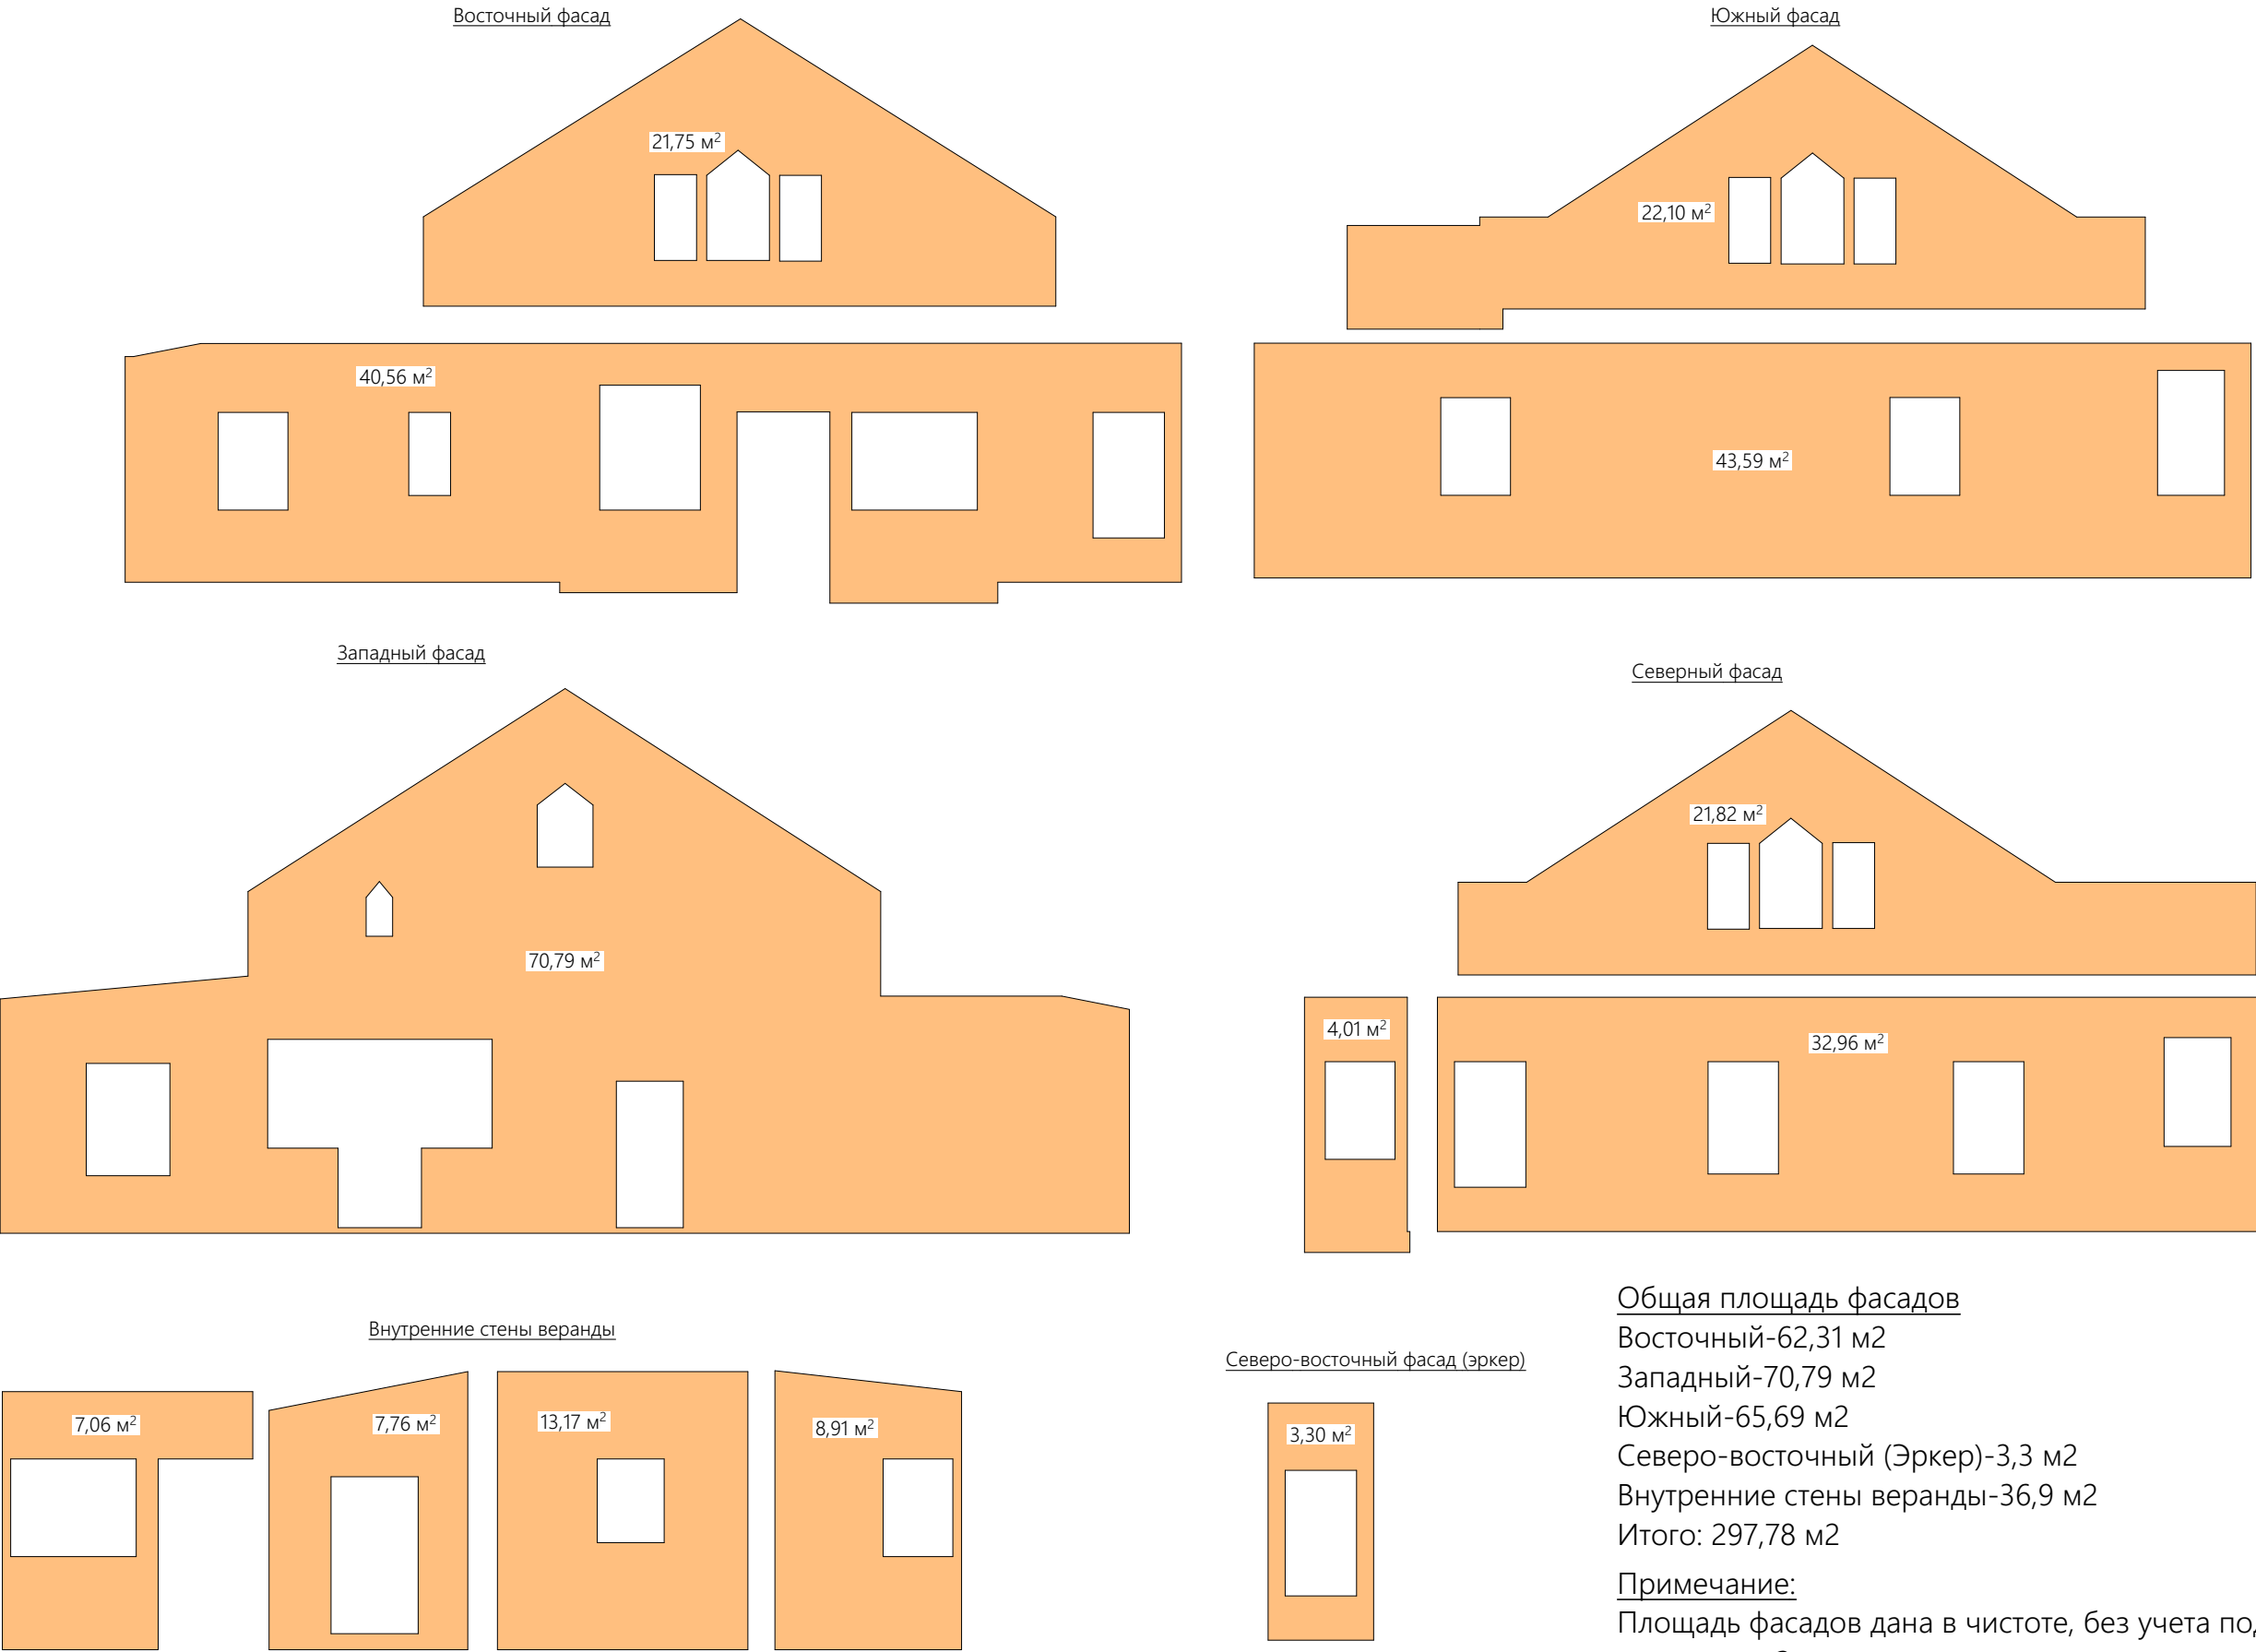 Восточный фасад
Южный фасад
21,75 м²
22,10 м²
40,56 м²
43,59 м²
Западный фасад
Северный фасад
70,79 м²
21,82 м²
4,01 м²
32,96 м²
Внутренние стены веранды
7,06 м²
7,76 м²
13,17 м²
8,91 м²
Северо-восточный фасад (эркер)
3,30 м²
Общая площадь фасадов
Восточный-62,31 м2
Западный-70,79 м2
Южный-65,69 м2
Северо-восточный (Эркер)-3,3 м2
Внутренние стены веранды-36,9 м2
Итого: 297,78 м2
Примечание:
Площадь фасадов дана в чистоте, без учета